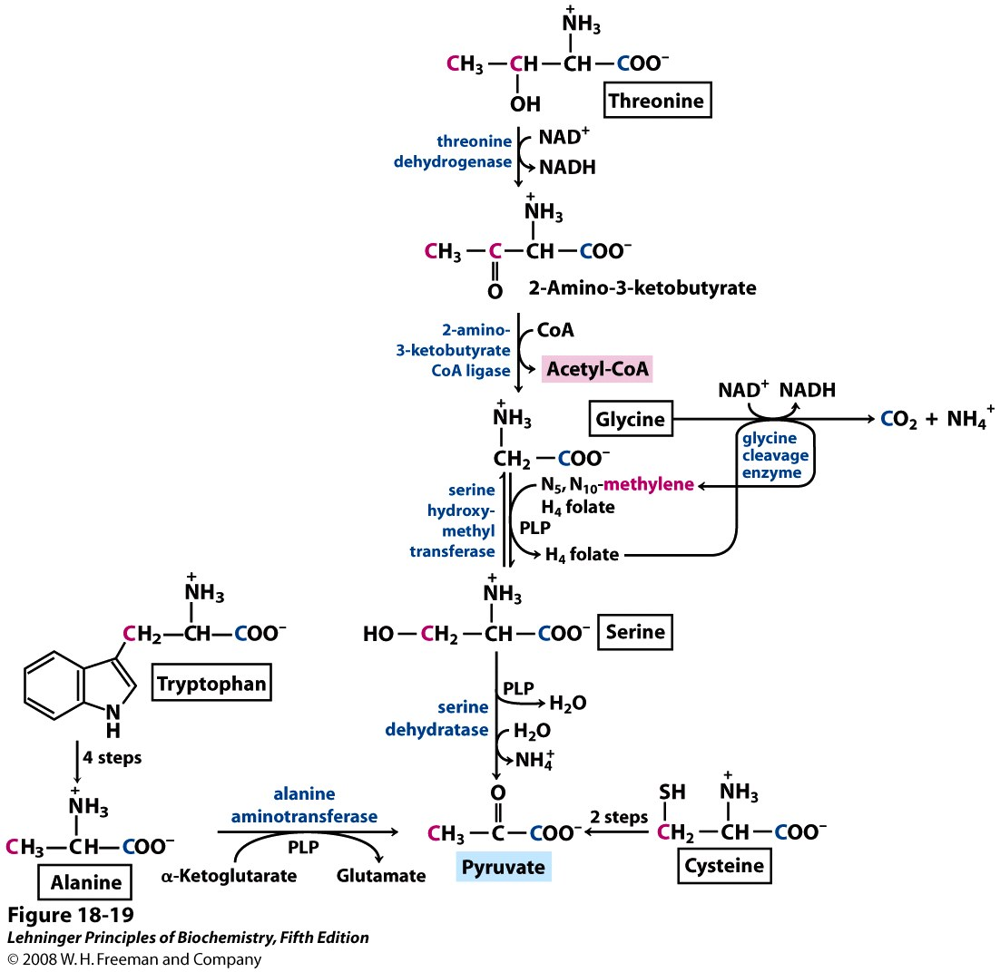 +
NH3
CH3—CH—CH—COO−
OH
Threonine
threonine
dehydrogenase
NAD+
NADH
+
NH3
CH3—C—CH—COO−
O
2-Amino-3-ketobutyrate
2-amino-
3-ketobutyrate
CoA ligase
CoA
Acetyl-CoA
+
NH3
CH2—COO−
Glycine
NAD+ NADH
glycine
cleavage
enzyme
CO2 + NH4+
serine
hydroxy-
methyl
transferase
N5, N10-methylene
H4 folate
PLP
H4 folate
+
NH3
HO—CH2—CH—COO−
Serine
+
NH3
CH2—CH—COO−
N
H
Tryptophan
4 steps
serine
dehydratase
PLP
H2O
H2O
NH4+
+
NH3
CH3—CH—COO−
Alanine
alanine
aminotransferase
PLP
α-Ketoglutarate
Glutamate
O
CH3—C—COO−
Pyruvate
2 steps
SH
+
NH3
CH2—CH—COO−
Cysteine
Figure 18-19
Lehninger Principles of Biochemistry, Fifth Edition
© 2008 W. H. Freeman and Company